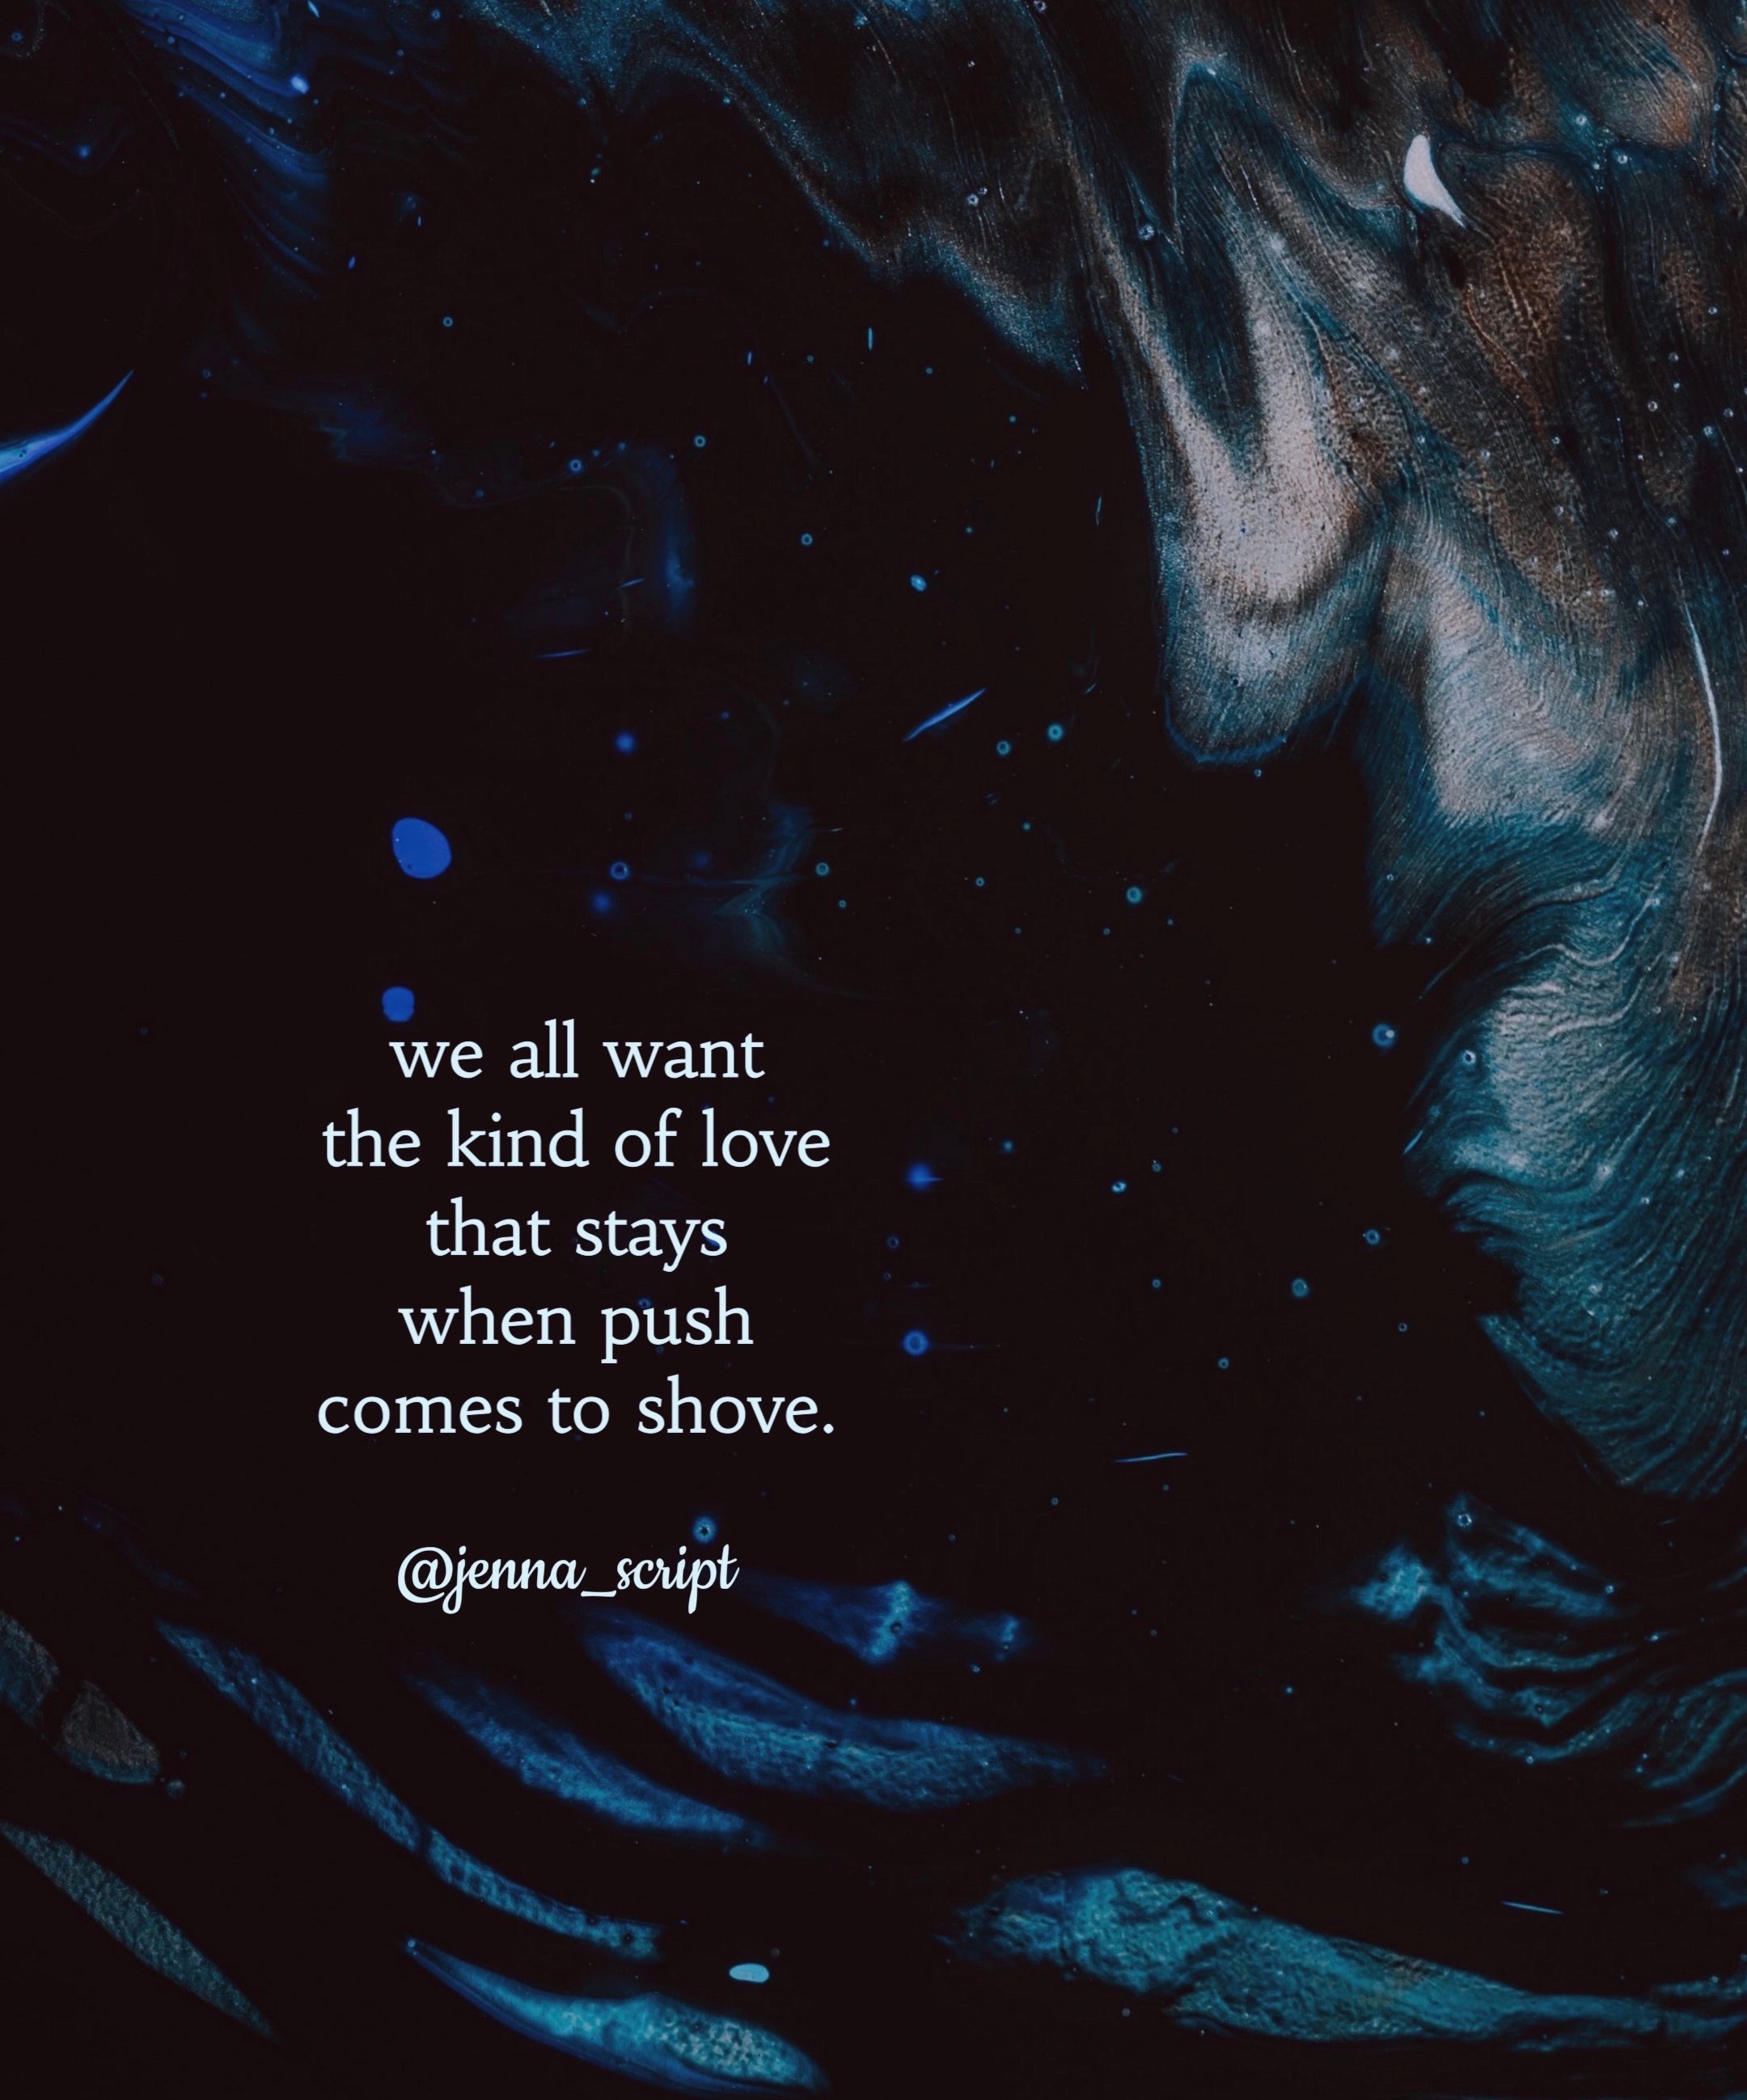 we all want
the kind of love
that stays
when push
comes to shove.
@jenna_script